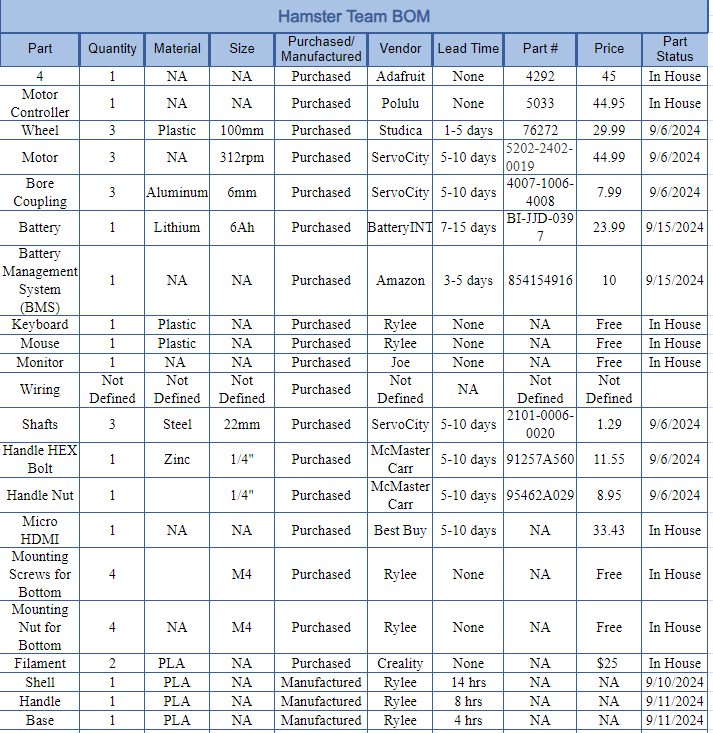 Hamster Team BOM
Part Quantity Material Size Purchased/ Manufactured Vendor Lead Time Part # Price Part Status
4 1 NA NA Purchased Adafruit None 4292 45 In House
Motor Controller 1 NA NA Purchased Polulu None 5033 44.95 In House
Wheel 3 Plastic 100mm Purchased Studica 1-5 days 76272 29.99 9/6/2024
Motor 3 NA 312rpm Purchased ServoCity 5-10 days 5202-2402-0019 44.99 9/6/2024
Bore Coupling 3 Aluminum 6mm Purchased ServoCity 5-10 days 4007-1006-4008 7.99 9/6/2024
Battery 1 Lithium 6Ah Purchased BatteryINT 7-15 days BI-JJD-0397 23.99 9/15/2024
Battery Management System (BMS) 1 NA NA Purchased Amazon 3-5 days 854154916 10 9/15/2024
Keyboard 1 Plastic NA Purchased Rylee None NA Free In House
Mouse 1 Plastic NA Purchased Rylee None NA Free In House
Monitor 1 NA NA Purchased Joe None NA Free In House
Wiring Not Defined Not Defined Not Defined Purchased Not Defined NA Not Defined Not Defined
Shafts 3 Steel 22mm Purchased ServoCity 5-10 days 2101-0006-0020 1.29 9/6/2024
Handle HEX Bolt 1 Zinc 1/4" Purchased McMaster Carr 5-10 days 91257A560 11.55 9/6/2024
Handle Nut 1 1/4" Purchased McMaster Carr 5-10 days 95462A029 8.95 9/6/2024
Micro HDMI 1 NA NA Purchased Best Buy 5-10 days NA 33.43 In House
Mounting Screws for Bottom 4 M4 Purchased Rylee None NA Free In House
Mounting Nut for Bottom 4 NA M4 Purchased Rylee None NA Free In House
Filament 2 PLA NA Purchased Creality None NA $25 In House
Shell 1 PLA NA Manufactured Rylee 14 hrs NA NA 9/10/2024
Handle 1 PLA NA Manufactured Rylee 8 hrs NA NA 9/11/2024
Base 1 PLA NA Manufactured Rylee 4 hrs NA NA 9/11/2024